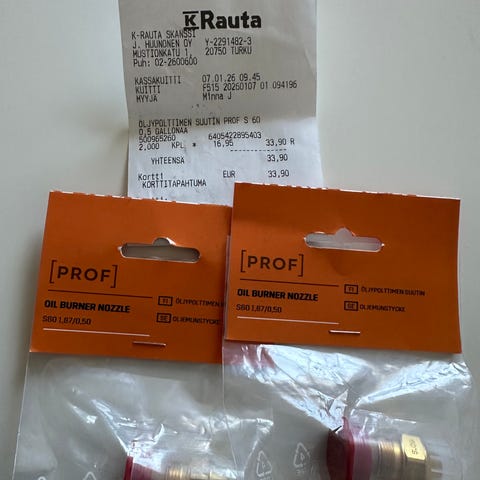 K Rauta
K-RAUTA SKANSSI
J. HUUNONEN OY Y-2291482-3
MUSTIONKATU 1, 20750 TURKU
Puh: 02-2600600
KASSAKUITTI 07.01.26 09.45
KUITTI F515 20260107 01 094196
MYYJÄ Minna J
ÖLJYPOLTTIMEN SUUTIN PROF S 60
0,5 GALLONAA
500965260 6405422895403
2,000 KPL * 16,95 33,90 R
YHTEENSÄ 33,90
Kortti EUR 33,90
KORTTITAPAHTUMA
[PROF]
OIL BURNER NOZZLE
S60 1,87/0,50
FI ÖLJYPOLTTIMEN
SE OLJEMUNSTYCKE
[PROF]
OIL BURNER NOZZLE
S60 1,87/0,50
FI ÖLJYPOLTTIMEN SUUTIN
SE OLJEMUNSTYCKE